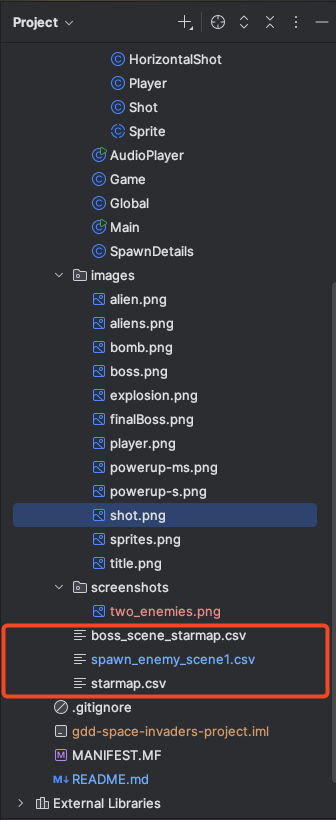 Project
HorizontalShot
Player
Shot
Sprite
AudioPlayer
Game
Global
Main
SpawnDetails
images
alien.png
aliens.png
bomb.png
boss.png
explosion.png
finalBoss.png
player.png
powerup-ms.png
powerup-s.png
shot.png
sprites.png
title.png
screenshots
two_enemies.png
boss_scene_starmap.csv
spawn_enemy_scene1.csv
starmap.csv
.gitignore
gdd-space-invaders-project.iml
MANIFEST.MF
README.md
External Libraries